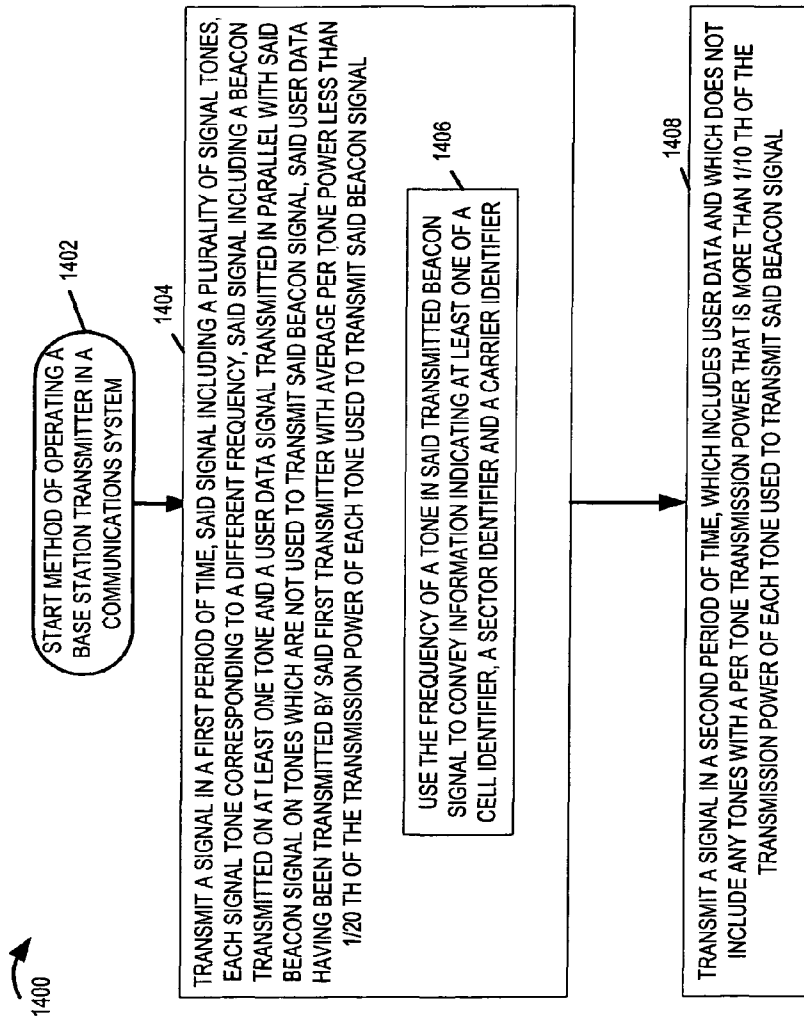 1400
START METHOD OF OPERATING A
BASE STATION TRANSMITTER IN A
COMMUNICATIONS SYSTEM
1402
1404
TRANSMIT A SIGNAL IN A FIRST PERIOD OF TIME, SAID SIGNAL INCLUDING A PLURALITY OF SIGNAL TONES,
EACH SIGNAL TONE CORRESPONDING TO A DIFFERENT FREQUENCY, SAID SIGNAL INCLUDING A BEACON
TRANSMITTED ON AT LEAST ONE TONE AND A USER DATA SIGNAL TRANSMITTED IN PARALLEL WITH SAID
BEACON SIGNAL ON TONES WHICH ARE NOT USED TO TRANSMIT SAID BEACON SIGNAL, SAID USER DATA
HAVING BEEN TRANSMITTED BY SAID FIRST TRANSMITTER WITH AVERAGE PER TONE POWER LESS THAN
1/20 TH OF THE TRANSMISSION POWER OF EACH TONE USED TO TRANSMIT SAID BEACON SIGNAL
1406
USE THE FREQUENCY OF A TONE IN SAID TRANSMITTED BEACON
SIGNAL TO CONVEY INFORMATION INDICATING AT LEAST ONE OF A
CELL IDENTIFIER, A SECTOR IDENTIFIER AND A CARRIER IDENTIFIER
1408
TRANSMIT A SIGNAL IN A SECOND PERIOD OF TIME, WHICH INCLUDES USER DATA AND WHICH DOES NOT
INCLUDE ANY TONES WITH A PER TONE TRANSMISSION POWER THAT IS MORE THAN 1/10 TH OF THE
TRANSMISSION POWER OF EACH TONE USED TO TRANSMIT SAID BEACON SIGNAL